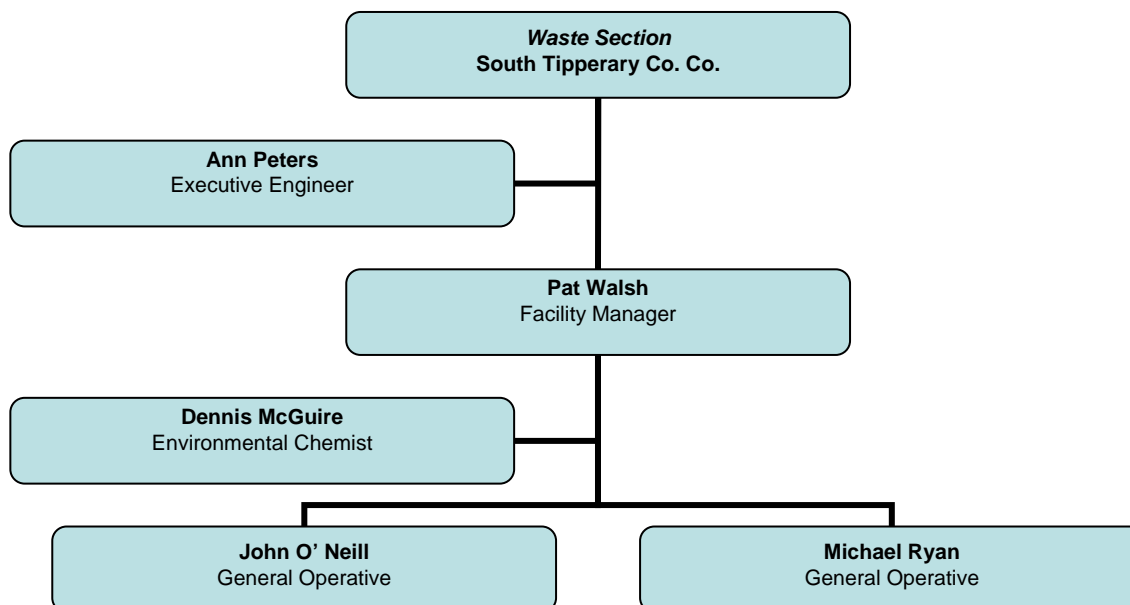 Waste Section
South Tipperary Co. Co.
Ann Peters
Executive Engineer
Pat Walsh
Facility Manager
Dennis McGuire
Environmental Chemist
John O' Neill
General Operative
Michael Ryan
General Operative